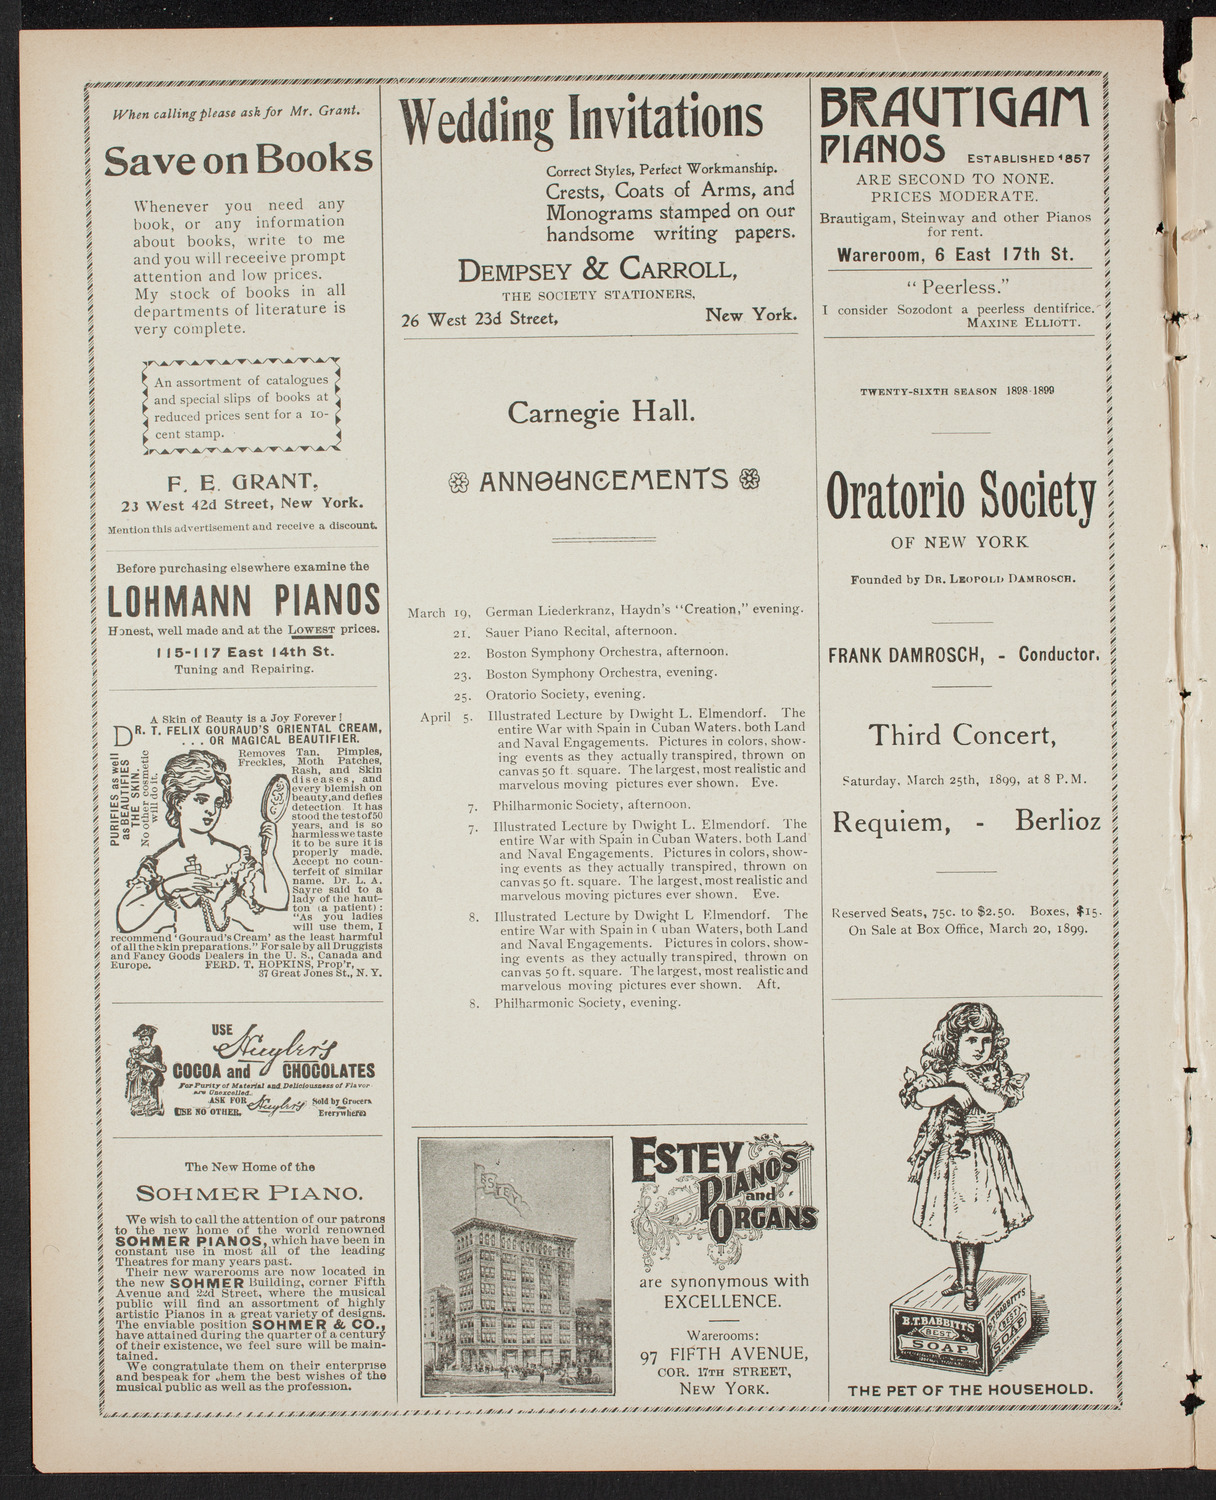 When calling please ask for Mr. Grant.
Save on Books
Whenever you need any
book, or any information
about books, write to me
and you will receeive prompt
attention and low prices.
My stock of books in all
departments of literature is
very complete.
An assortment of catalogues
and special slips of books at
reduced prices sent for a 10-
cent stamp.
F. E. GRANT,
23 West 42d Street, New York.
Mention this advertisement and receive a discount.
Before purchasing elsewhere examine the
LOHMANN PIANOS
Honest, well made and at the LOWEST prices.
115-117 East 14th St.
Tuning and Repairing.
A Skin of Beauty is a Joy Forever!
DR. T. FELIX GOURAUD'S ORIENTAL CREAM,
. . . OR MAGICAL BEAUTIFIER.
PURIFIES as well
as BEAUTIFIES
THE SKIN.
No other cosmetic
will do it.
Removes Tan, Pimples,
Freckles, Moth Patches,
Rash, and Skin
diseases, and
every blemish on
beauty, and defies
detection. It has
stood the test of 50
years, and is so
harmless we taste
it to be sure it is
properly made.
Accept no coun-
terfeit of similar
name. Dr. L. A.
Sayre said to a
lady of the haut-
ton (a patient):
"As you ladies
will use them, I
recommend 'Gouraud's Cream' as the least harmful
of all the Skin preparations." For sale by all Druggists
and Fancy Goods Dealers in the U. S., Canada and
Europe. FERD. T. HOPKINS, Prop'r,
37 Great Jones St., N. Y.
USE Huyler's
COCOA and CHOCOLATES
For Purity of Material and Deliciousness of Flavor
are Unexcelled.
ASK FOR Huyler's Sold by Grocers
USE NO OTHER. Everywhere
The New Home of the
SOHMER PIANO.
We wish to call the attention of our patrons
to the new home of the world renowned
SOHMER PIANOS, which have been in
constant use in most all of the leading
Theatres for many years past.
Their new warerooms are now located in
the new SOHMER Building, corner Fifth
Avenue and 22d Street, where the musical
public will find an assortment of highly
artistic Pianos in a great variety of designs.
The enviable position SOHMER & CO.,
have attained during the quarter of a century
of their existence, we feel sure will be main-
tained.
We congratulate them on their enterprise
and bespeak for them the best wishes of the
musical public as well as the profession.
Wedding Invitations
Correct Styles, Perfect Workmanship.
Crests, Coats of Arms, and
Monograms stamped on our
handsome writing papers.
DEMPSEY & CARROLL,
THE SOCIETY STATIONERS,
26 West 23d Street, New York.
Carnegie Hall.
ANNOUNCEMENTS
March 19. German Liederkranz, Haydn's "Creation," evening.
21. Sauer Piano Recital, afternoon.
22. Boston Symphony Orchestra, afternoon.
23. Boston Symphony Orchestra, evening.
25. Oratorio Society, evening.
April 5. Illustrated Lecture by Dwight L. Elmendorf. The
entire War with Spain in Cuban Waters, both Land
and Naval Engagements. Pictures in colors, show-
ing events as they actually transpired, thrown on
canvas 50 ft. square. The largest, most realistic and
marvelous moving pictures ever shown. Eve.
7. Philharmonic Society, afternoon.
7. Illustrated Lecture by Dwight L. Elmendorf. The
entire War with Spain in Cuban Waters, both Land
and Naval Engagements. Pictures in colors, show-
ing events as they actually transpired, thrown on
canvas 50 ft. square. The largest, most realistic and
marvelous moving pictures ever shown. Eve.
8. Illustrated Lecture by Dwight L Elmendorf. The
entire War with Spain in Cuban Waters, both Land
and Naval Engagements. Pictures in colors, show-
ing events as they actually transpired, thrown on
canvas 50 ft. square. The largest, most realistic and
marvelous moving pictures ever shown. Aft.
8. Philharmonic Society, evening.
ESTEY
ESTEY
PIANOS
and
ORGANS
are synonymous with
EXCELLENCE.
Warerooms:
97 FIFTH AVENUE,
COR. 17TH STREET,
NEW YORK.
BRAUTIGAM
PIANOS ESTABLISHED 1857
ARE SECOND TO NONE.
PRICES MODERATE.
Brautigam, Steinway and other Pianos
for rent.
Wareroom, 6 East 17th St.
"Peerless."
I consider Sozodont a peerless dentifrice.
MAXINE ELLIOTT.
TWENTY-SIXTH SEASON 1898-1899
Oratorio Society
OF NEW YORK
Founded by DR. LEOPOLD DAMROSCH.
FRANK DAMROSCH, - Conductor.
Third Concert,
Saturday, March 25th, 1899, at 8 P.M.
Requiem, - Berlioz
Reserved Seats, 75c. to $2.50. Boxes, $15.
On Sale at Box Office, March 20, 1899.
B.T. BABBITT'S
BEST
SOAP
B.T. BABBITT'S
BEST
SOAP
THE PET OF THE HOUSEHOLD.